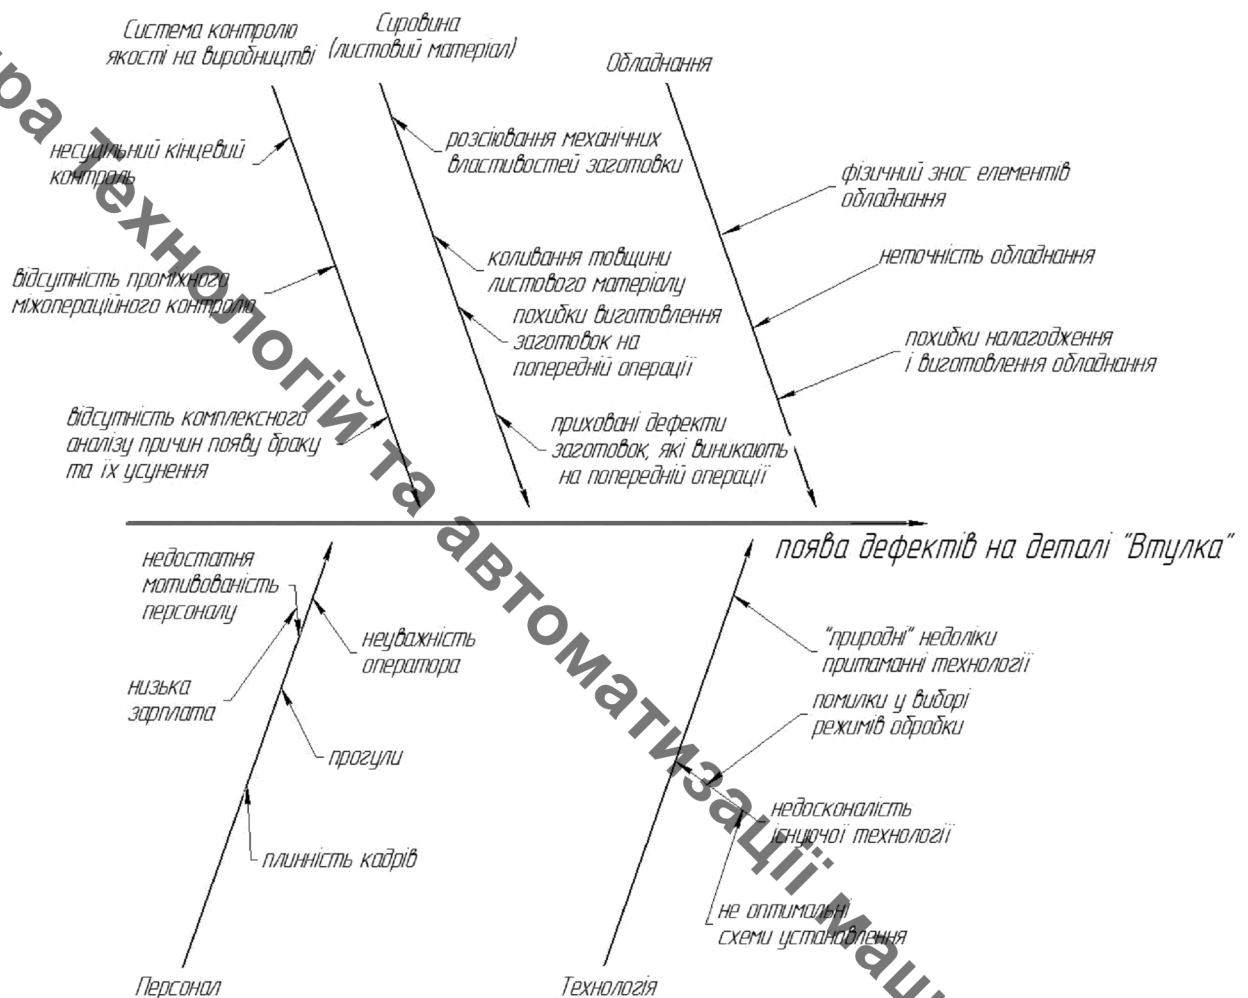 Система контролю
якості на виробництві
Сировина
(листовий матеріал)
Обладнання
несуцільний кінцевий
контроль
розсіювання механічних
властивостей заготовки
фізичний знос елементів
обладнання
відсутність проміжного
міжопераційного контролю
коливання товщини
листового матеріалу
неточність обладнання
похибки виготовлення
заготовок на
попередній операції
похибки налагодження
і виготовлення обладнання
відсутність комплексного
аналізу причин появу браку
та їх усунення
приховані дефекти
заготовок, які виникають
на попередній операції
поява дефектів на деталі "Втулка"
недостатня
мотивованість
персоналу
неуважність
оператора
низька
зарплата
прогули
плинність кадрів
"природні" недоліки
притаманні технології
помилки у виборі
режимів обробки
недосконалість
існуючої технології
не оптимальні
схеми установлення
Персонал
Технологія
ра технологій та автоматизації маши